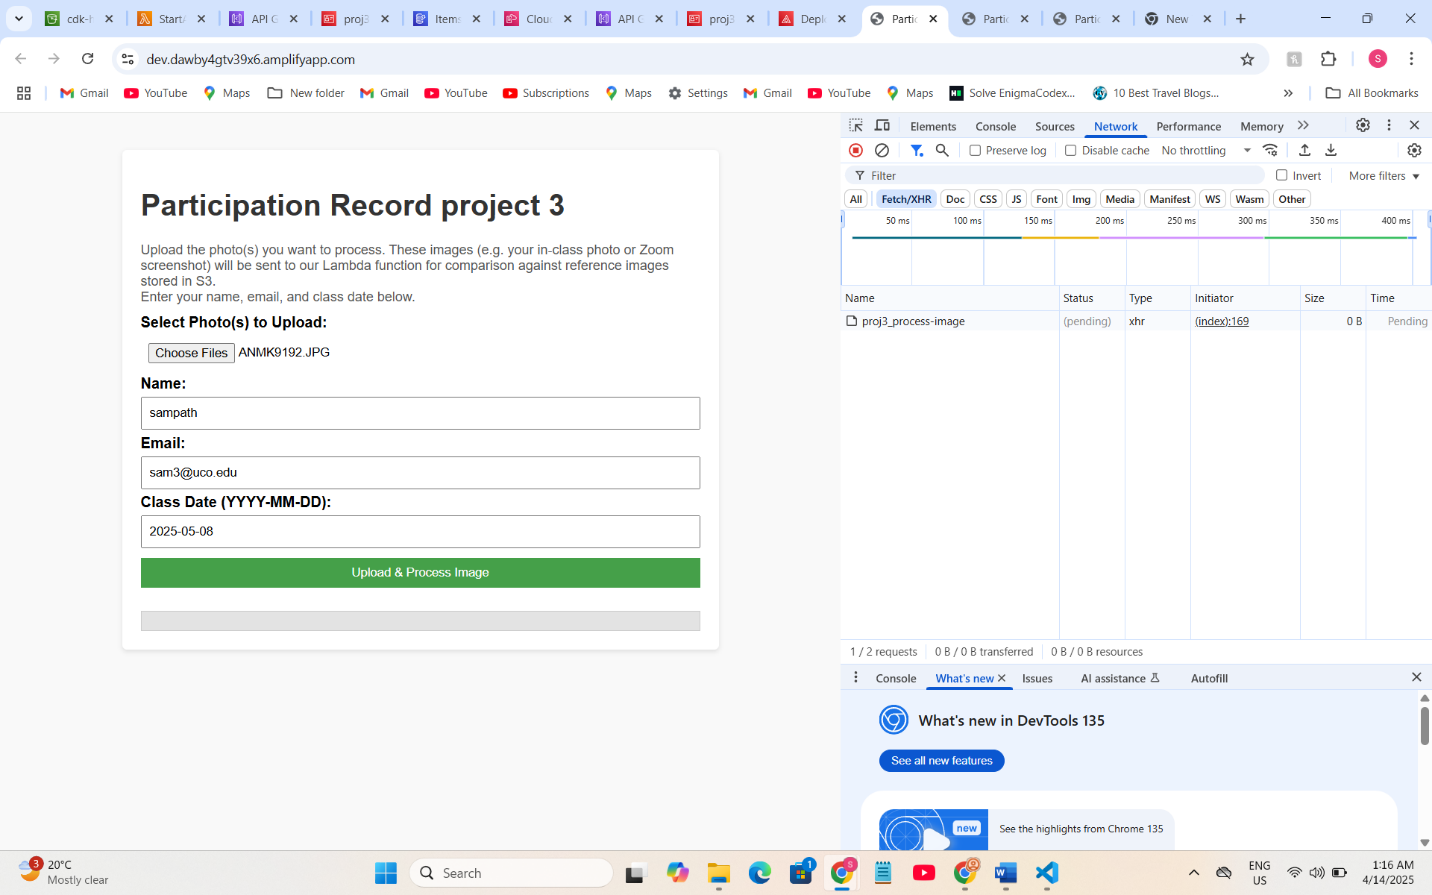 cdk-h
Start
API G
proj3
Items
Clou
API G
proj3
Deplo
Partic
Partic
Partic
New
dev.dawby4gtv39x6.amplifyapp.com
S
Gmail
YouTube
Maps
New folder
Gmail
YouTube
Subscriptions
Maps
Settings
Gmail
YouTube
Maps
Solve EnigmaCodex...
10 Best Travel Blogs...
All Bookmarks
Participation Record project 3
Upload the photo(s) you want to process. These images (e.g. your in-class photo or Zoom
screenshot) will be sent to our Lambda function for comparison against reference images
stored in S3.
Enter your name, email, and class date below.
Select Photo(s) to Upload:
Choose Files ANMK9192.JPG
Name:
sampath
Email:
sam3@uco.edu
Class Date (YYYY-MM-DD):
2025-05-08
Upload & Process Image
Elements Console Sources Network Performance Memory
Preserve log Disable cache No throttling
Filter Invert More filters
All Fetch/XHR Doc CSS JS Font Img Media Manifest WS Wasm Other
50 ms 100 ms 150 ms 200 ms 250 ms 300 ms 350 ms 400 ms
Name Status Type Initiator Size Time
proj3_process-image (pending) xhr (index):169 0 B Pending
1 / 2 requests 0 B / 0 B transferred 0 B / 0 B resources
Console What's new Issues AI assistance Autofill
What's new in DevTools 135
See all new features
new
See the highlights from Chrome 135
3
20°C
Mostly clear
Search
1
S
ENG
US
1:16 AM
4/14/2025